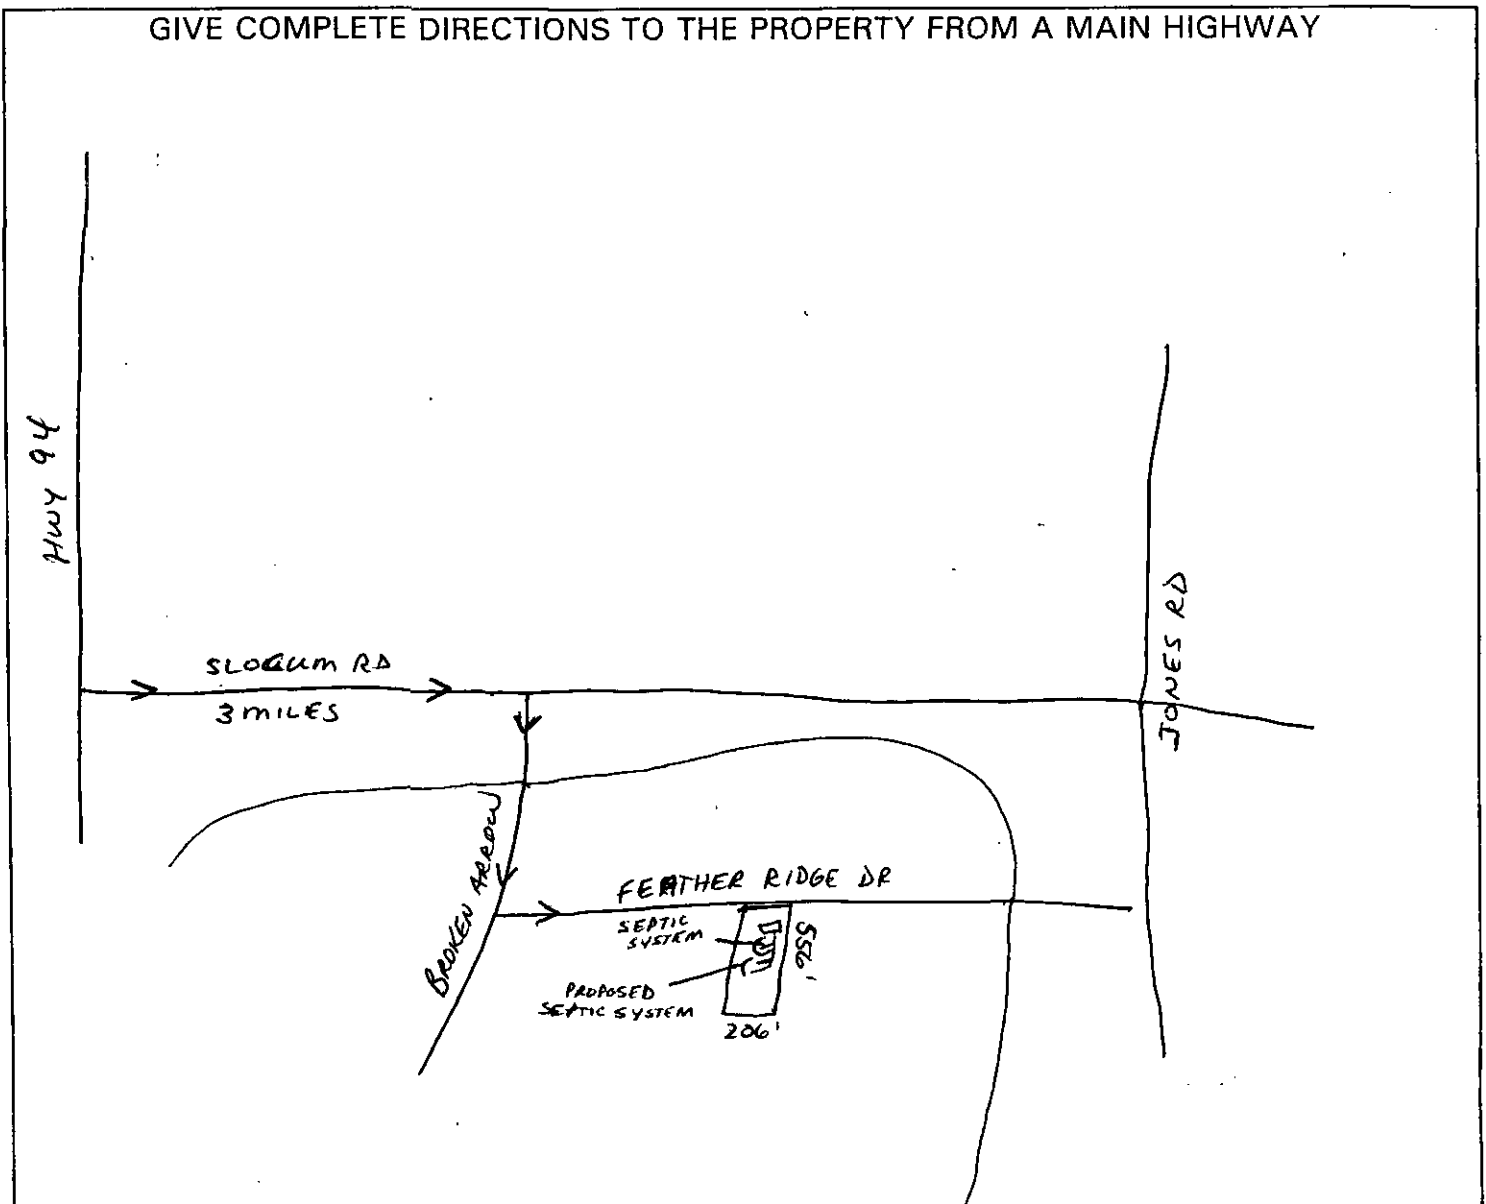 GIVE COMPLETE DIRECTIONS TO THE PROPERTY FROM A MAIN HIGHWAY
HWY 94
SLOCUM RD
3 MILES
JONES RD
BROKEN ARROW
FEATHER RIDGE DR
SEPTIC
SYSTEM
556'
PROPOSED
SEPTIC SYSTEM
206'